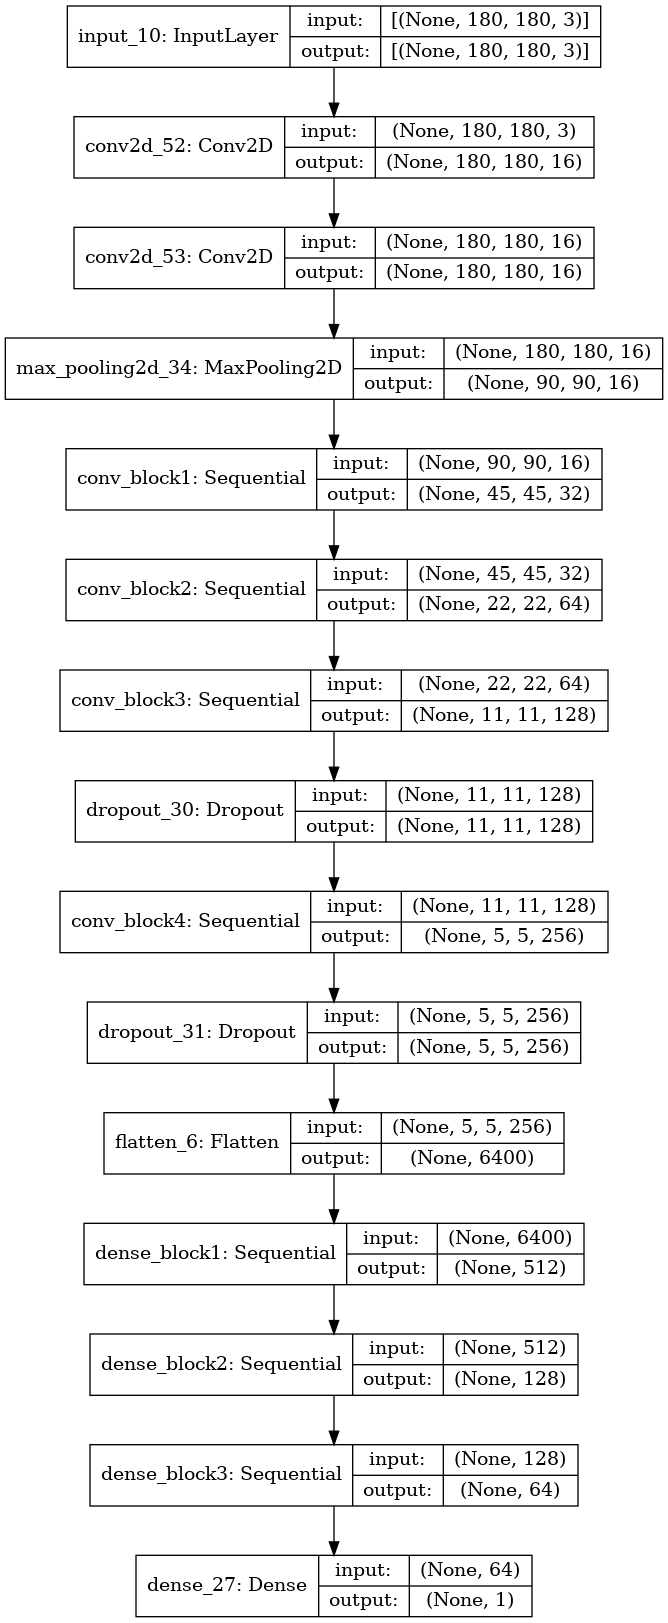 input_10: InputLayer
input: [(None, 180, 180, 3)]
output: [(None, 180, 180, 3)]
conv2d_52: Conv2D
input: (None, 180, 180, 3)
output: (None, 180, 180, 16)
conv2d_53: Conv2D
input: (None, 180, 180, 16)
output: (None, 180, 180, 16)
max_pooling2d_34: MaxPooling2D
input: (None, 180, 180, 16)
output: (None, 90, 90, 16)
conv_block1: Sequential
input: (None, 90, 90, 16)
output: (None, 45, 45, 32)
conv_block2: Sequential
input: (None, 45, 45, 32)
output: (None, 22, 22, 64)
conv_block3: Sequential
input: (None, 22, 22, 64)
output: (None, 11, 11, 128)
dropout_30: Dropout
input: (None, 11, 11, 128)
output: (None, 11, 11, 128)
conv_block4: Sequential
input: (None, 11, 11, 128)
output: (None, 5, 5, 256)
dropout_31: Dropout
input: (None, 5, 5, 256)
output: (None, 5, 5, 256)
flatten_6: Flatten
input: (None, 5, 5, 256)
output: (None, 6400)
dense_block1: Sequential
input: (None, 6400)
output: (None, 512)
dense_block2: Sequential
input: (None, 512)
output: (None, 128)
dense_block3: Sequential
input: (None, 128)
output: (None, 64)
dense_27: Dense
input: (None, 64)
output: (None, 1)